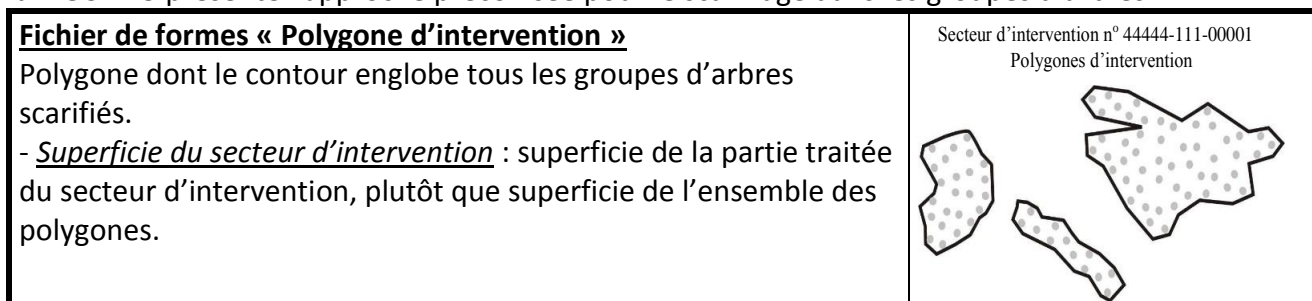 Fichier de formes « Polygone d’intervention »
Polygone dont le contour englobe tous les groupes d’arbres
scarifiés.
- Superficie du secteur d’intervention : superficie de la partie traitée
du secteur d’intervention, plutôt que superficie de l’ensemble des
polygones.
Secteur d’intervention nº 44444-111-00001
Polygones d’intervention